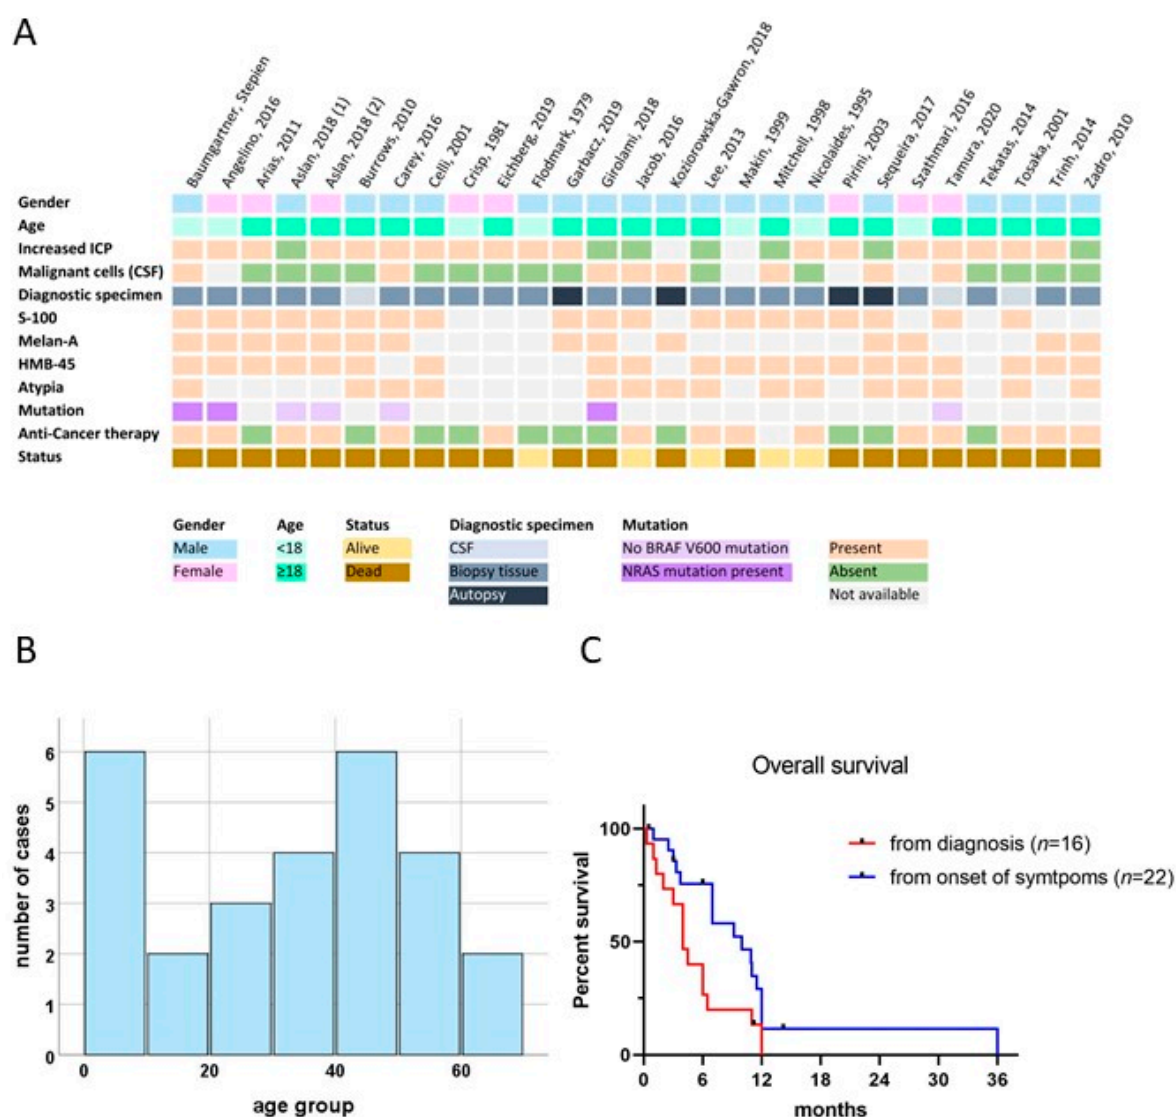 A
Baumgartner, Stepien
Angelino, 2016
Arias, 2011
Aslan, 2018 (1)
Aslan, 2018 (2)
Burrows, 2010
Carey, 2016
Celli, 2001
Crisp, 1981
Eichberg, 2019
Flodmark, 1979
Garbacz, 2019
Girolami, 2018
Jacob, 2016
Koziorowska-Gawron, 2018
Lee, 2013
Makin, 1999
Mitchell, 1998
Nicolaides, 1995
Pirini, 2003
Sequeira, 2017
Szathmari, 2016
Tamura, 2020
Tekatas, 2014
Tosaka, 2001
Trinh, 2014
Zadro, 2010
Gender
Age
Increased ICP
Malignant cells (CSF)
Diagnostic specimen
S-100
Melan-A
HMB-45
Atypia
Mutation
Anti-Cancer therapy
Status
Gender Age Status Diagnostic specimen Mutation
Male <18 Alive CSF No BRAF V600 mutation Present
Female ≥18 Dead Biopsy tissue NRAS mutation present Absent
Autopsy Not available
B
number of cases
6
5
4
3
2
1
0
0 20 40 60
age group
C
Overall survival
Percent survival
100
50
0
from diagnosis (n=16)
from onset of symtpoms (n=22)
0 6 12 18 24 30 36
months